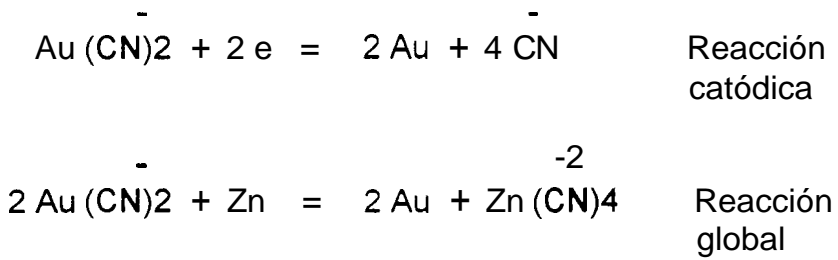 -                    -
Au (CN)2 + 2 e = 2 Au + 4 CN Reacción
catódica
-                    -2
2 Au (CN)2 + Zn = 2 Au + Zn (CN)4 Reacción
global